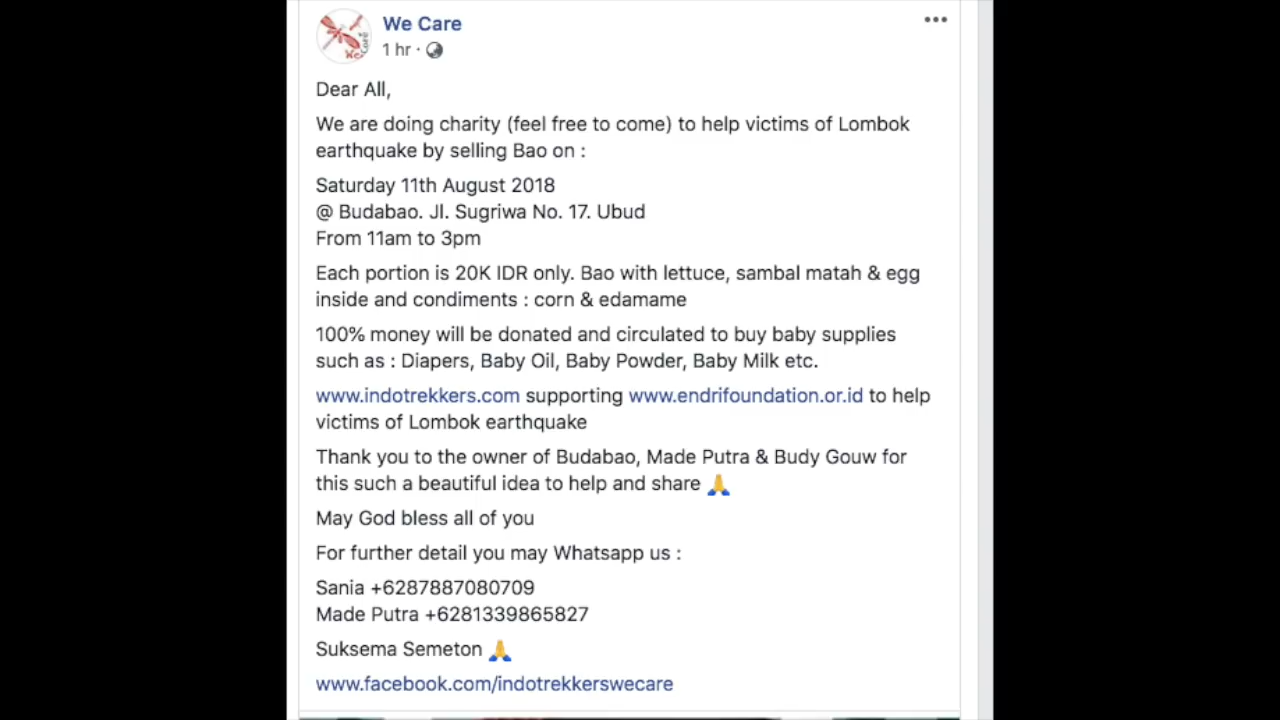 We Care
1 hr ·
Dear All,
We are doing charity (feel free to come) to help victims of Lombok
earthquake by selling Bao on :
Saturday 11th August 2018
@ Budabao. Jl. Sugriwa No. 17. Ubud
From 11am to 3pm
Each portion is 20K IDR only. Bao with lettuce, sambal matah & egg
inside and condiments : corn & edamame
100% money will be donated and circulated to buy baby supplies
such as : Diapers, Baby Oil, Baby Powder, Baby Milk etc.
www.indotrekkers.com supporting www.endrifoundation.or.id to help
victims of Lombok earthquake
Thank you to the owner of Budabao, Made Putra & Budy Gouw for
this such a beautiful idea to help and share 🙏
May God bless all of you
For further detail you may Whatsapp us :
Sania +6287887080709
Made Putra +6281339865827
Suksema Semeton 🙏
www.facebook.com/indotrekkerswecare